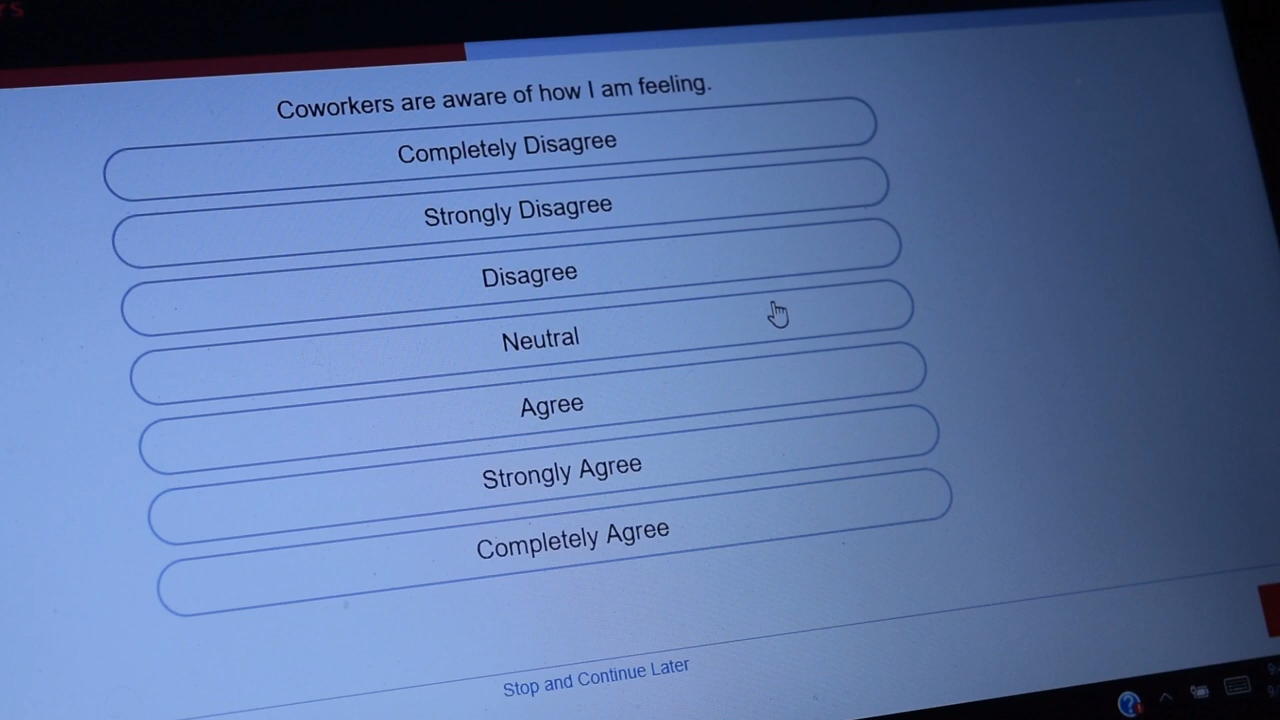 Coworkers are aware of how I am feeling.
Completely Disagree
Strongly Disagree
Disagree
Neutral
Agree
Strongly Agree
Completely Agree
Stop and Continue Later